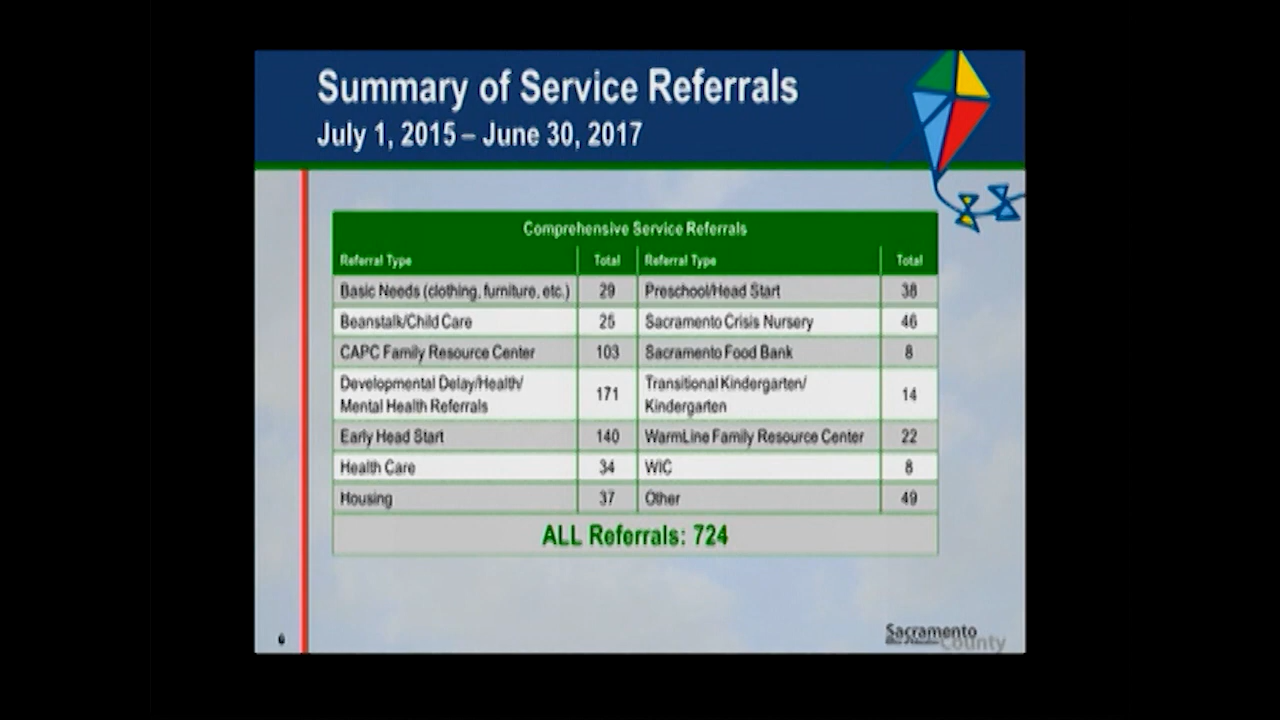 Summary of Service Referrals
July 1, 2015 – June 30, 2017
Comprehensive Service Referrals
Referral Type Total Referral Type Total
Basic Needs (clothing, furniture, etc.) 29 Preschool/Head Start 38
Beanstalk/Child Care 25 Sacramento Crisis Nursery 46
CAPC Family Resource Center 103 Sacramento Food Bank 8
Developmental Delay/Health/
Mental Health Referrals 171 Transitional Kindergarten/
Kindergarten 14
Early Head Start 140 WarmLine Family Resource Center 22
Health Care 34 WIC 8
Housing 37 Other 49
ALL Referrals: 724
Sacramento
County